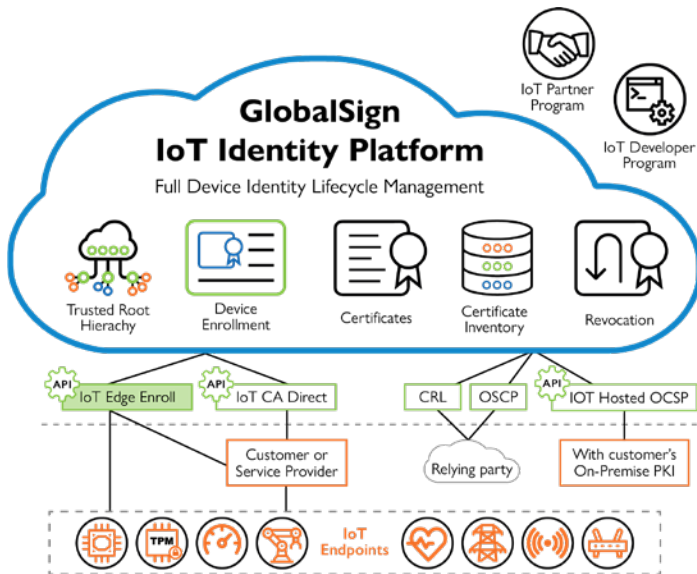 IoT Partner
Program
IoT Developer
Program
GlobalSign
IoT Identity Platform
Full Device Identity Lifecycle Management
Trusted Root
Hierachy
Device
Enrollment
Certificates
Certificate
Inventory
Revocation
API
IoT Edge Enroll
API
IoT CA Direct
CRL
OSCP
API
IOT Hosted OCSP
Customer or
Service Provider
Relying party
With customer's
On-Premise PKI
TPM
IoT
Endpoints